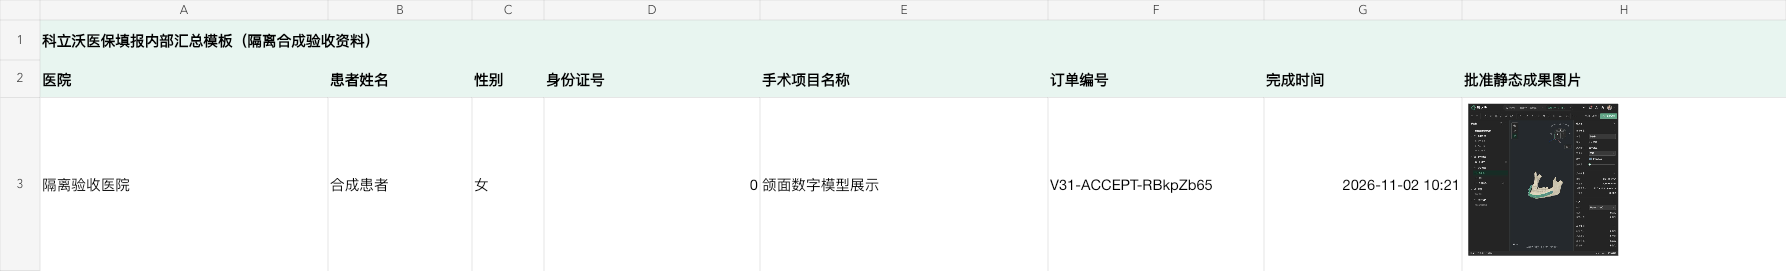 A B C D E F G H
1 科立沃医保填报内部汇总模板（隔离合成验收资料）
2 医院 患者姓名 性别 身份证号 手术项目名称 订单编号 完成时间 批准静态成果图片
3 隔离验收医院 合成患者 女 0 颌面数字模型展示 V31-ACCEPT-RBkpZb65 2026-11-02 10:21